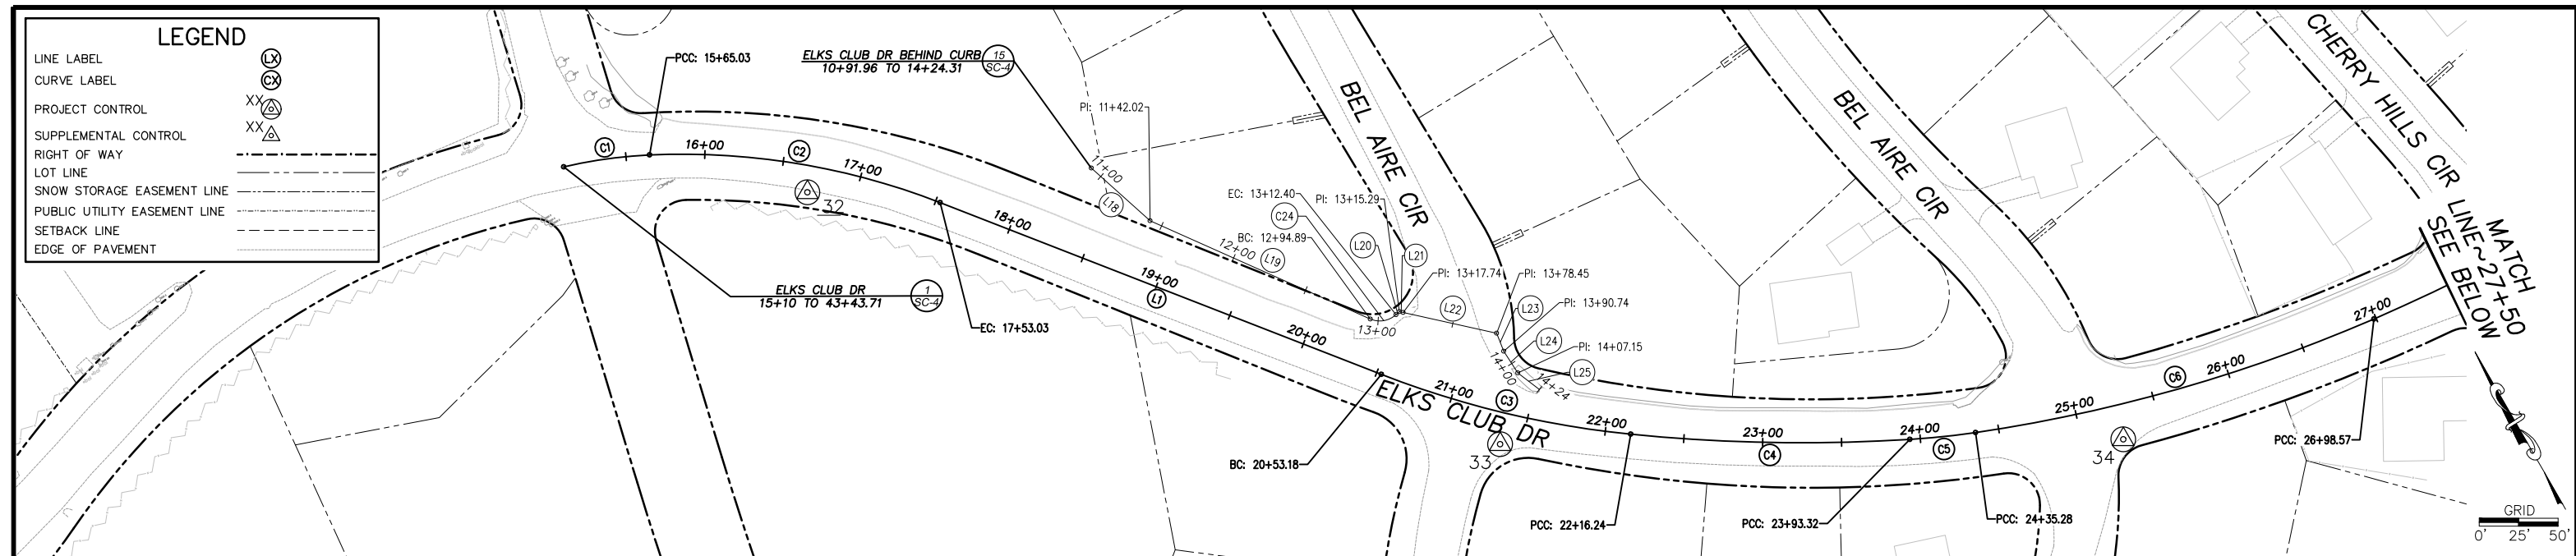 LEGEND
LINE LABEL LX
CURVE LABEL CX
PROJECT CONTROL XX
SUPPLEMENTAL CONTROL XX
RIGHT OF WAY
LOT LINE
SNOW STORAGE EASEMENT LINE
PUBLIC UTILITY EASEMENT LINE
SETBACK LINE
EDGE OF PAVEMENT
PCC: 15+65.03
ELKS CLUB DR BEHIND CURB 15
10+91.96 TO 14+24.31 SC-4
PI: 11+42.02
C1
16+00
C2
17+00
32
11+00
L18
18+00
12+00
L19
19+00
L1
20+00
ELKS CLUB DR 1
15+10 TO 43+43.71 SC-4
EC: 17+53.03
EC: 13+12.40
PI: 13+15.29
C24
BC: 12+94.89
L20
L21
PI: 13+17.74
13+00
L22
PI: 13+78.45
L23
PI: 13+90.74
L24
PI: 14+07.15
14+00
L25
14+24
BEL AIRE CIR
BEL AIRE CIR
CHERRY HILLS CIR
MATCH
LINE~27+50
SEE BELOW
21+00
C3
ELKS CLUB DR
22+00
33
BC: 20+53.18
23+00
C4
24+00
C5
25+00
C6
26+00
27+00
34
PCC: 22+16.24
PCC: 23+93.32
PCC: 24+35.28
PCC: 26+98.57
GRID
0' 25' 50'